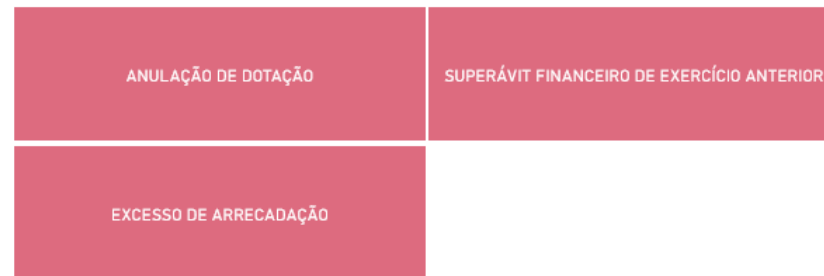 ANULAÇÃO DE DOTAÇÃO
SUPERÁVIT FINANCEIRO DE EXERCÍCIO ANTERIOR
EXCESSO DE ARRECADAÇÃO